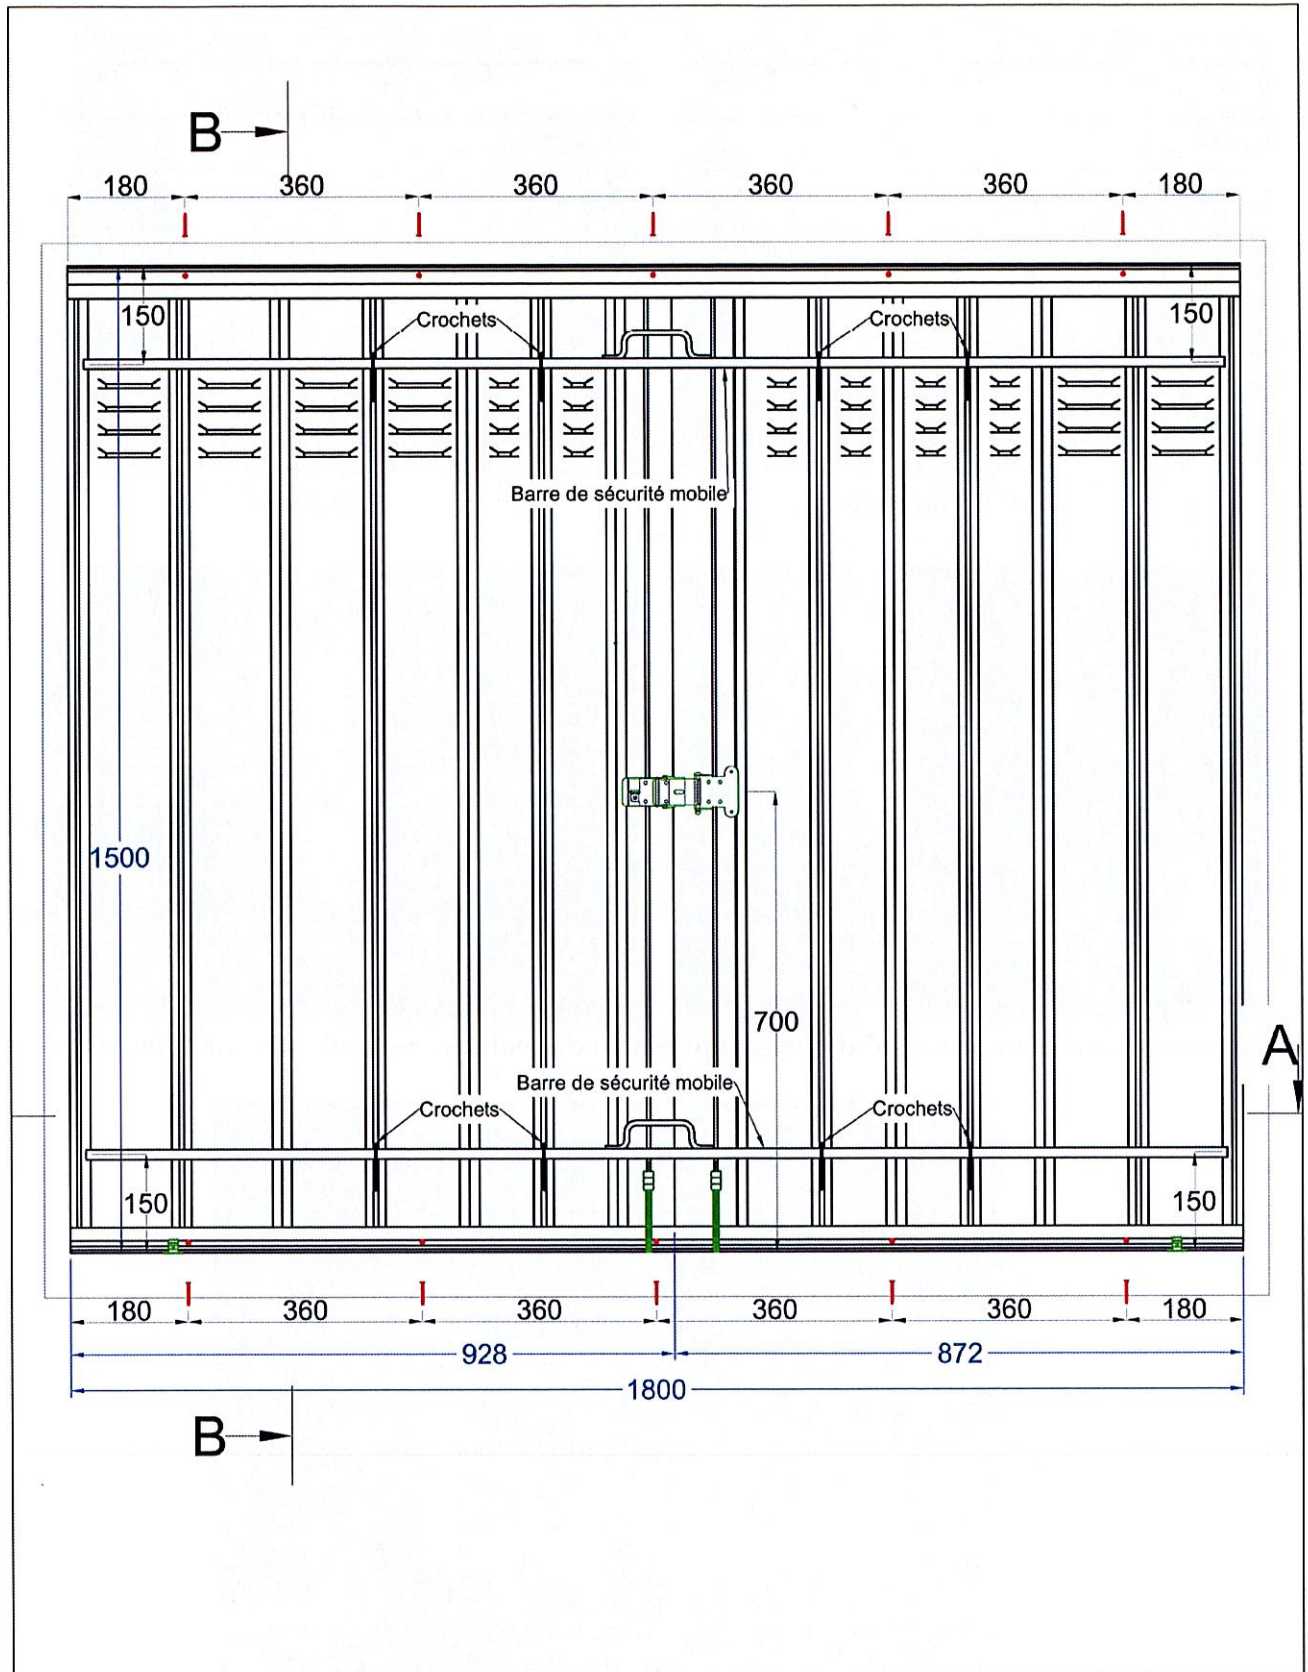 B
180 360 360 360 360 180
150 Crochets Crochets 150
Barre de sécurité mobile
1500
700
A
Barre de sécurité mobile
Crochets Crochets
150 150
180 360 360 360 360 180
928 872
1800
B